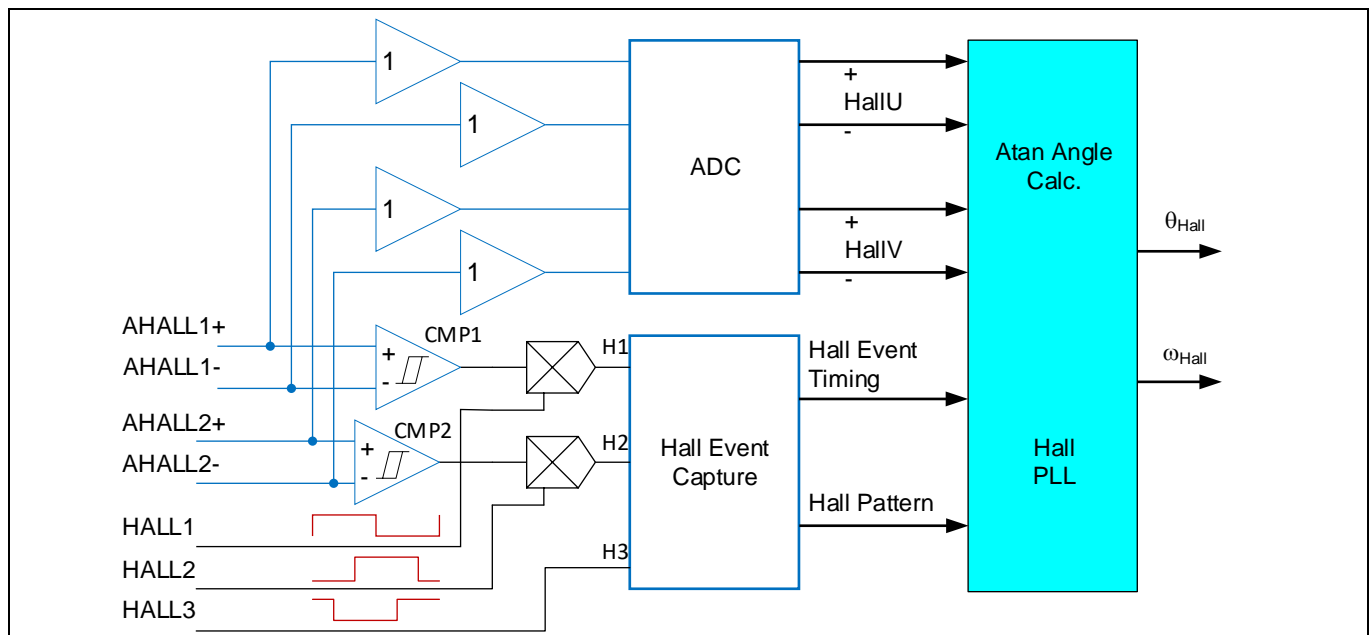 1
1
1
1
ADC
+
HallU
-
+
HallV
-
Atan Angle
Calc.
Hall
PLL
θHall
ωHall
AHALL1+
AHALL1-
AHALL2+
AHALL2-
HALL1
HALL2
HALL3
CMP1
+
-
CMP2
+
-
H1
H2
H3
Hall Event
Capture
Hall Event
Timing
Hall Pattern